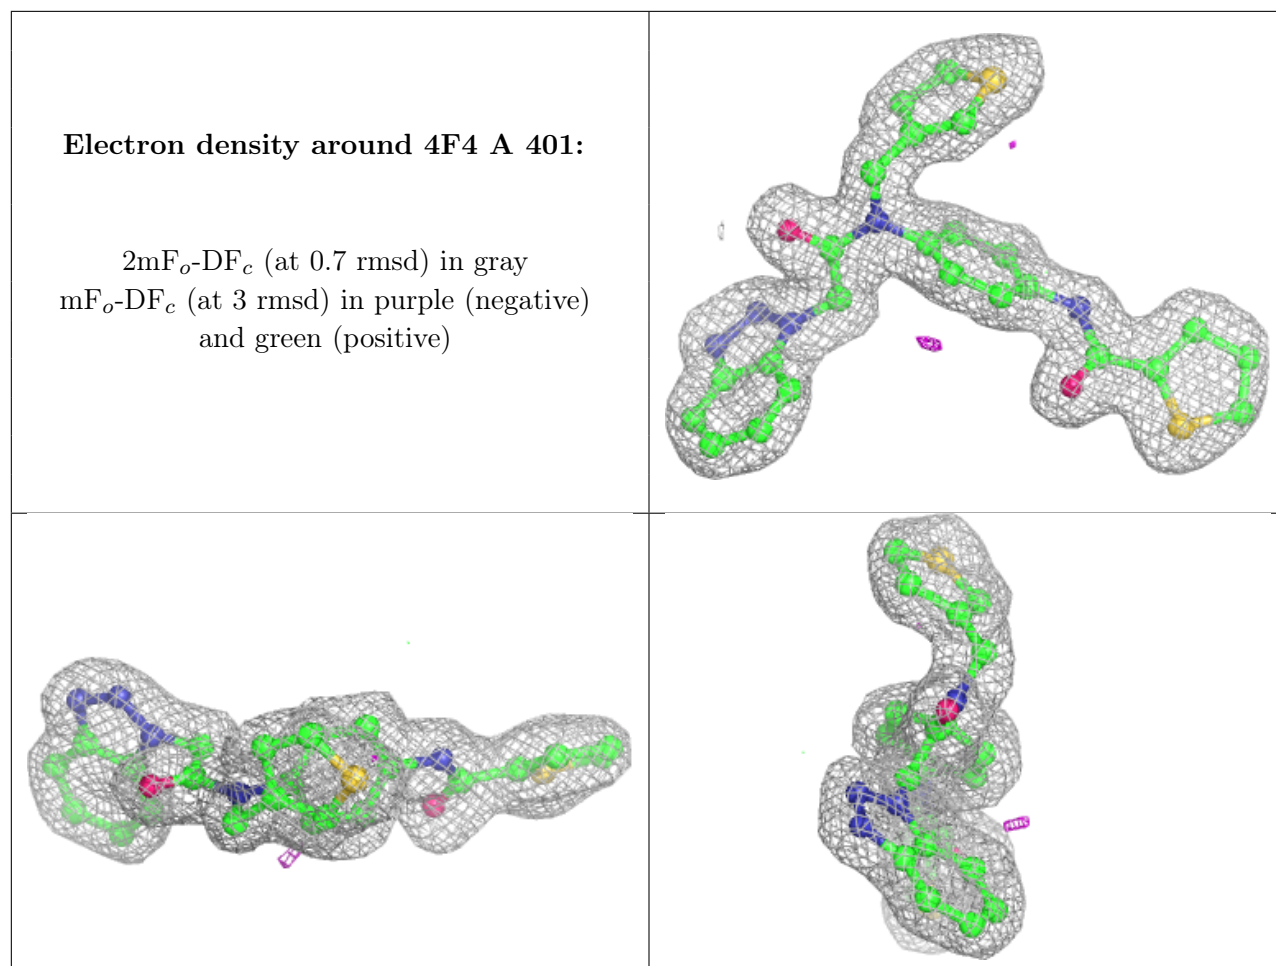 Electron density around 4F4 A 401:
2mFₒ-DF𝒸 (at 0.7 rmsd) in gray
mFₒ-DF𝒸 (at 3 rmsd) in purple (negative)
and green (positive)